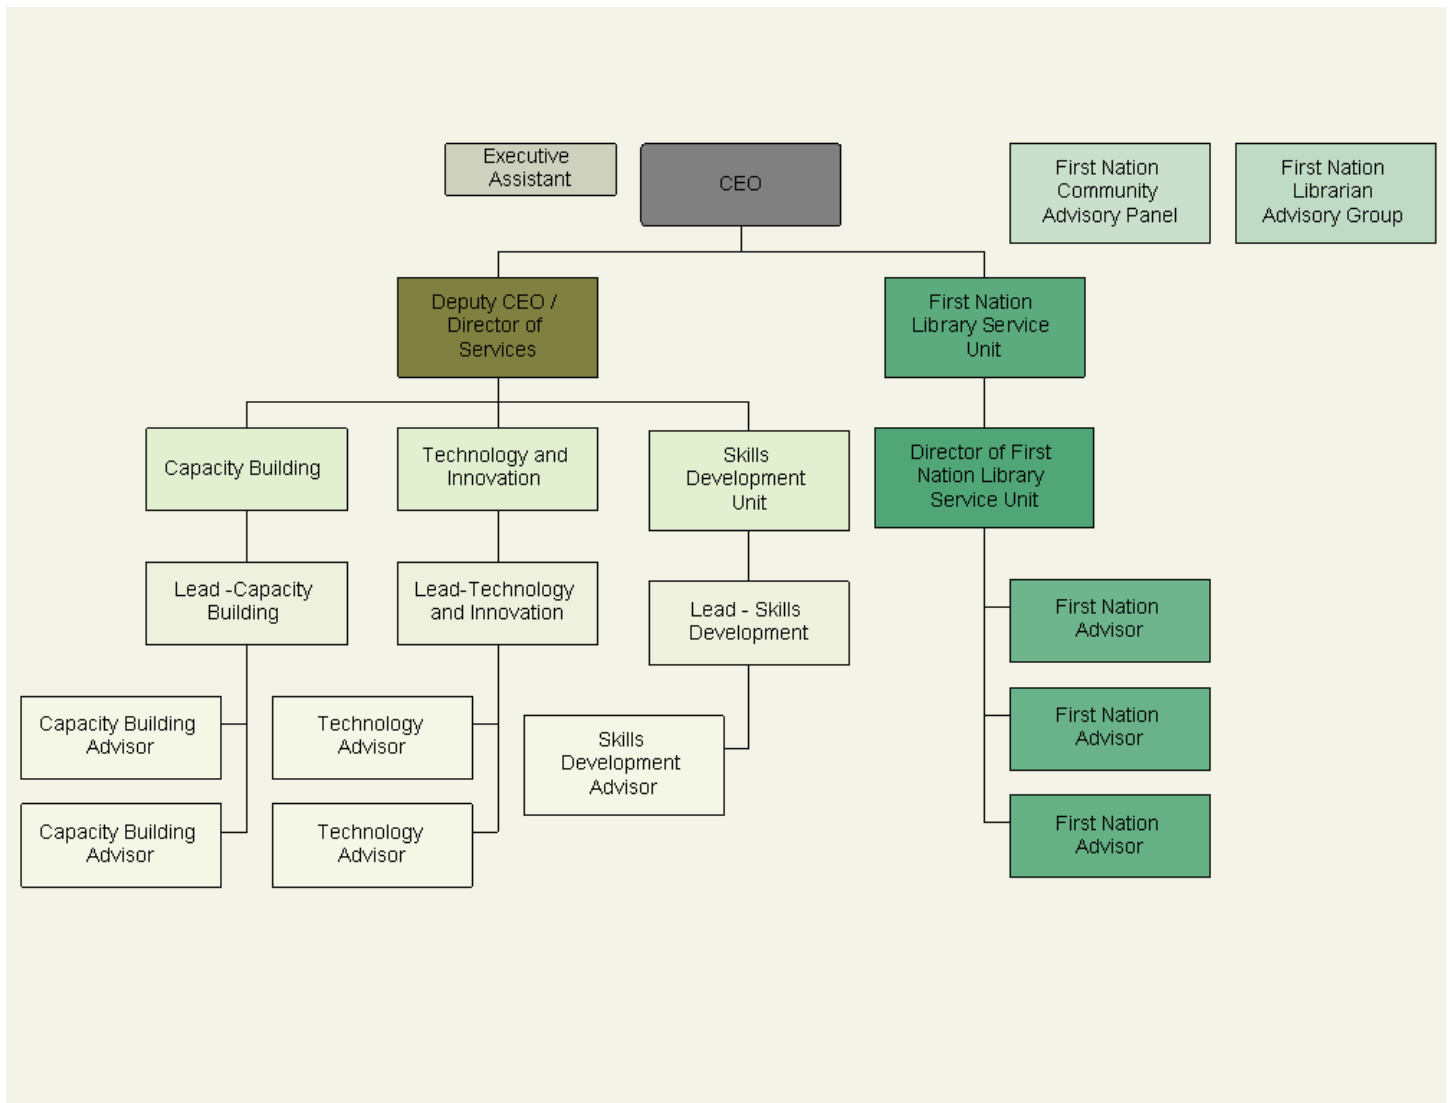 Executive
Assistant
CEO
First Nation
Community
Advisory Panel
First Nation
Librarian
Advisory Group
Deputy CEO /
Director of
Services
First Nation
Library Service
Unit
Capacity Building
Technology and
Innovation
Skills
Development
Unit
Director of First
Nation Library
Service Unit
Lead -Capacity
Building
Lead-Technology
and Innovation
Lead - Skills
Development
First Nation
Advisor
Capacity Building
Advisor
Technology
Advisor
Skills
Development
Advisor
First Nation
Advisor
Capacity Building
Advisor
Technology
Advisor
First Nation
Advisor